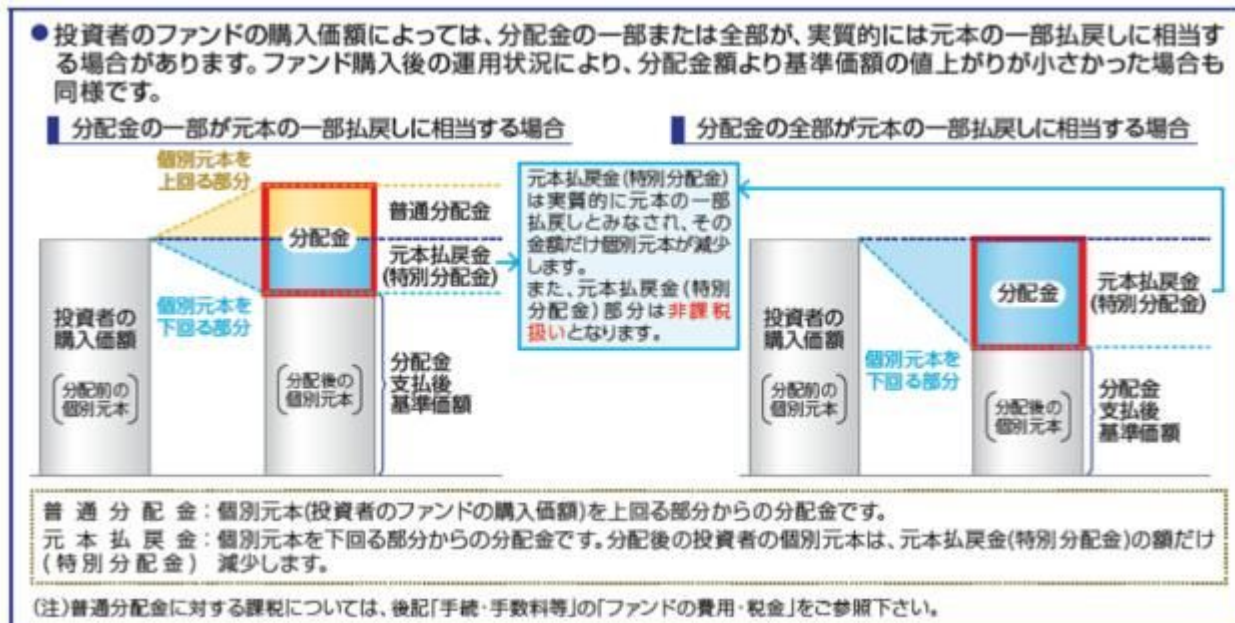 ●投資者のファンドの購入価額によっては、分配金の一部または全部が、実質的には元本の一部払戻しに相当す
る場合があります。ファンド購入後の運用状況により、分配金額より基準価額の値上がりが小さかった場合も
同様です。
分配金の一部が元本の一部払戻しに相当する場合
個別元本を
上回る部分
分配金
普通分配金
元本払戻金
(特別分配金)
個別元本を
下回る部分
投資者の
購入価額
(分配前の
個別元本)
(分配後の
個別元本)
分配金
支払後
基準価額
元本払戻金(特別分配金)
は実質的に元本の一部
払戻しとみなされ、その
金額だけ個別元本が減少
します。
また、元本払戻金(特別
分配金)部分は非課税
扱いとなります。
分配金の全部が元本の一部払戻しに相当する場合
分配金
元本払戻金
(特別分配金)
投資者の
購入価額
個別元本を
下回る部分
(分配前の
個別元本)
(分配後の
個別元本)
分配金
支払後
基準価額
普通分配金:個別元本(投資者のファンドの購入価額)を上回る部分からの分配金です。
元本払戻金:個別元本を下回る部分からの分配金です。分配後の投資者の個別元本は、元本払戻金(特別分配金)の額だけ
(特別分配金) 減少します。
(注)普通分配金に対する課税については、後記「手続・手数料等」の「ファンドの費用・税金」をご参照下さい。